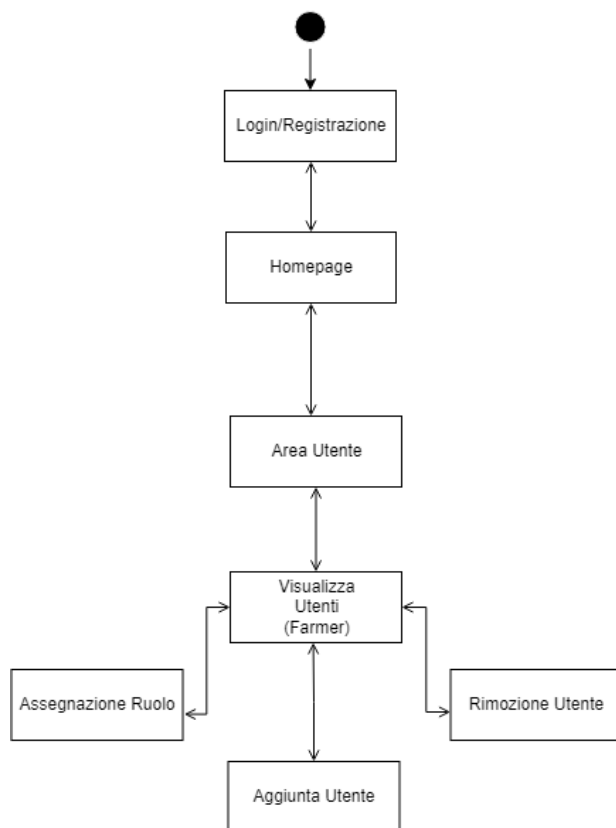 Login/Registrazione
Homepage
Area Utente
Visualizza
Utenti
(Farmer)
Assegnazione Ruolo
Rimozione Utente
Aggiunta Utente